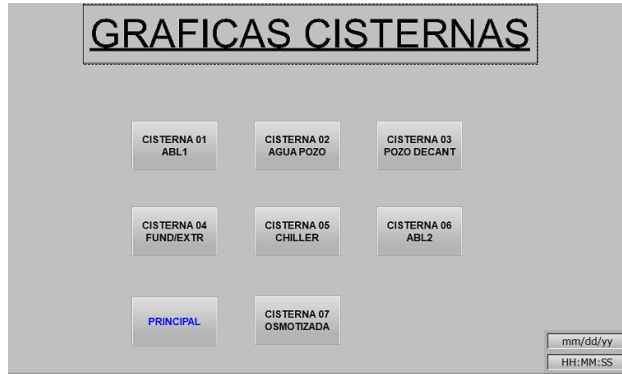 GRAFICAS CISTERNAS
CISTERNA 01
ABL1
CISTERNA 02
AGUA POZO
CISTERNA 03
POZO DECANT
CISTERNA 04
FUND/EXTR
CISTERNA 05
CHILLER
CISTERNA 06
ABL2
PRINCIPAL
CISTERNA 07
OSMOTIZADA
mm/dd/yy
HH:MM:SS